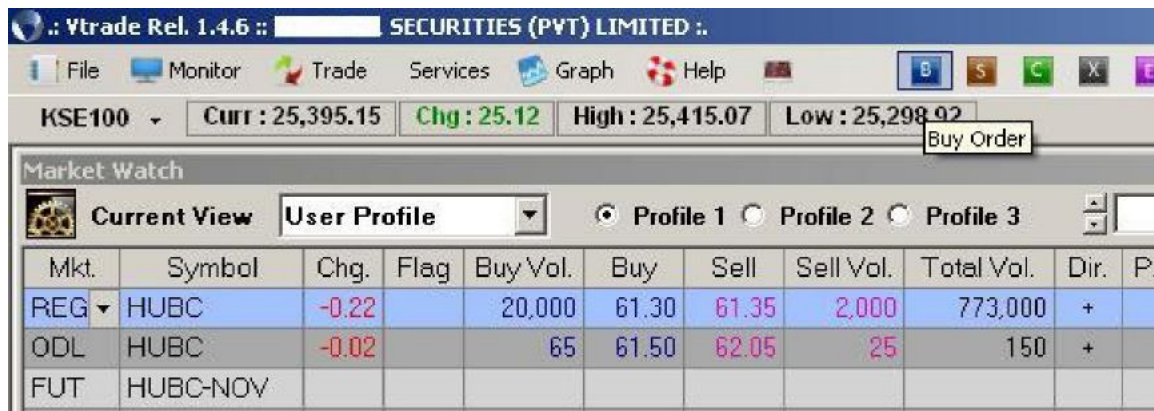 .: Vtrade Rel. 1.4.6 :: SECURITIES (PVT) LIMITED :.
File Monitor Trade Services Graph Help B S C X E
KSE100 Curr : 25,395.15 Chg : 25.12 High : 25,415.07 Low : 25,298.92
Buy Order
Market Watch
Current View User Profile Profile 1 Profile 2 Profile 3
Mkt. Symbol Chg. Flag Buy Vol. Buy Sell Sell Vol. Total Vol. Dir. P
REG HUBC -0.22 20,000 61.30 61.35 2,000 773,000 +
ODL HUBC -0.02 65 61.50 62.05 25 150 +
FUT HUBC-NOV